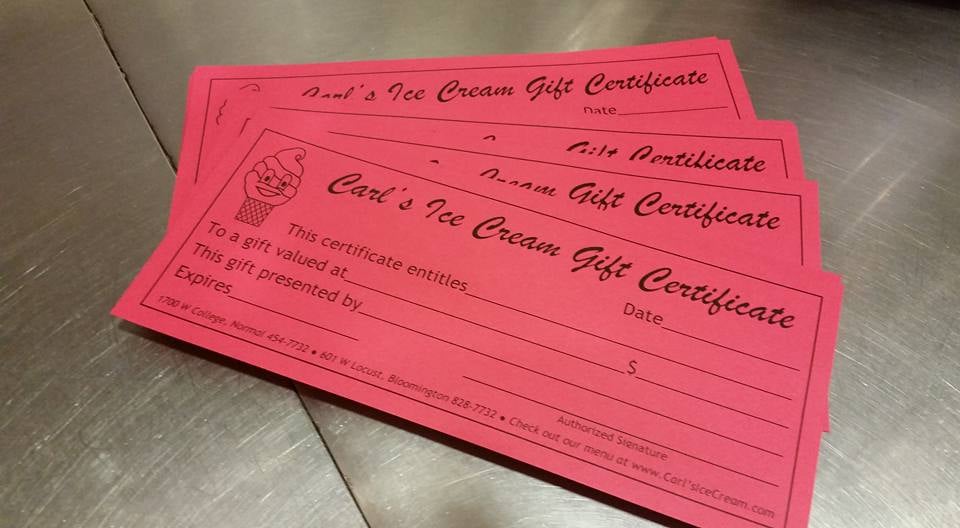 Carl's Ice Cream Gift Certificate
Date
Gift Certificate
Cream Gift Certificate
Carl's Ice Cream Gift Certificate
Date
This certificate entitles
To a gift valued at $
This gift presented by
Expires
Authorized Signature
1700 W College, Normal 454-7732 • 601 W Locust, Bloomington 828-7732 • Check out our menu at www.Carl'sIceCream.com